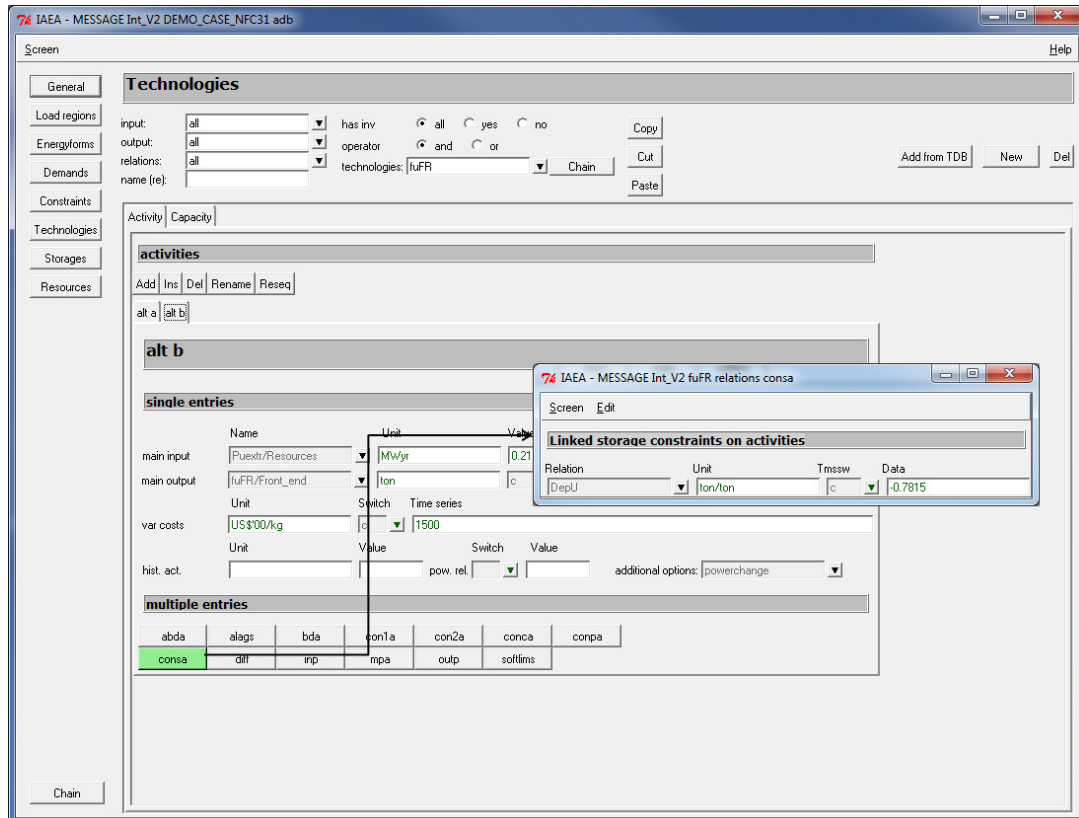 IAEA - MESSAGE Int_V2 DEMO_CASE_NFC31 adb
Screen Help
General
Load regions
Energyforms
Demands
Constraints
Technologies
Storages
Resources
Chain
Technologies
input: all has inv all yes no Copy
output: all operator and or Cut Add from TDB New Del
relations: all technologies: fuFR Chain
name (re): Paste
Activity Capacity
activities
Add Ins Del Rename Reseq
alt a alt b
alt b
single entries
Name Unit Value
main input Puextr/Resources MWyr 0.21
main output fuFR/Front_end ton c
Unit Switch Time series
var costs US$'00/kg c 1500
Unit Value Switch Value
hist. act. pow. rel. additional options: powerchange
multiple entries
abda alags bda con1a con2a conca conpa
consa diff inp mpa outp softlims
IAEA - MESSAGE Int_V2 fuFR relations consa
Screen Edit
Linked storage constraints on activities
Relation Unit Tmssw Data
DepU ton/ton c -0.7815